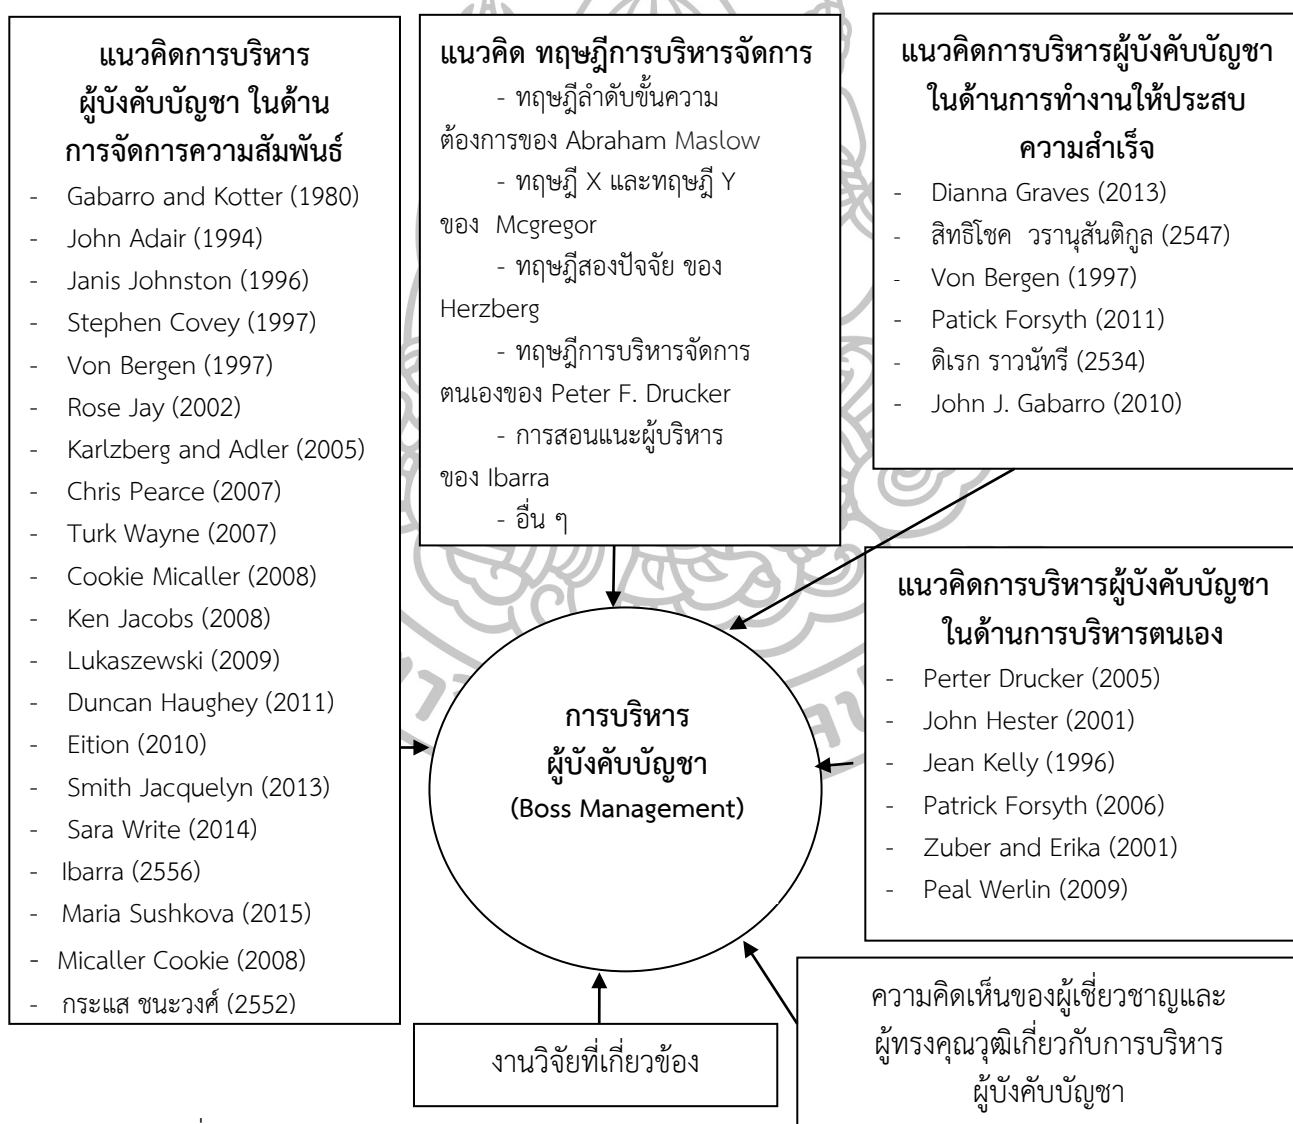 แนวคิดการบริหาร
ผู้บังคับบัญชา ในด้าน
การจัดการความสัมพันธ์
- Gabarro and Kotter (1980)
- John Adair (1994)
- Janis Johnston (1996)
- Stephen Covey (1997)
- Von Bergen (1997)
- Rose Jay (2002)
- Karlzberg and Adler (2005)
- Chris Pearce (2007)
- Turk Wayne (2007)
- Cookie Micaller (2008)
- Ken Jacobs (2008)
- Lukaszewski (2009)
- Duncan Haughey (2011)
- Eition (2010)
- Smith Jacquelyn (2013)
- Sara Write (2014)
- Ibarra (2556)
- Maria Sushkova (2015)
- Micaller Cookie (2008)
- กระแส ชนะวงศ์ (2552)
แนวคิด ทฤษฎีการบริหารจัดการ
- ทฤษฎีลำดับขั้นความ
ต้องการของ Abraham Maslow
- ทฤษฎี X และทฤษฎี Y
ของ Mcgregor
- ทฤษฎีสองปัจจัย ของ
Herzberg
- ทฤษฎีการบริหารจัดการ
ตนเองของ Peter F. Drucker
- การสอนแนะผู้บริหาร
ของ Ibarra
- อื่น ๆ
แนวคิดการบริหารผู้บังคับบัญชา
ในด้านการทำงานให้ประสบ
ความสำเร็จ
- Dianna Graves (2013)
- สิทธิโชค วรานุสันติกูล (2547)
- Von Bergen (1997)
- Patick Forsyth (2011)
- ดิเรก ราวนัทรี (2534)
- John J. Gabarro (2010)
แนวคิดการบริหารผู้บังคับบัญชา
ในด้านการบริหารตนเอง
- Perter Drucker (2005)
- John Hester (2001)
- Jean Kelly (1996)
- Patrick Forsyth (2006)
- Zuber and Erika (2001)
- Peal Werlin (2009)
การบริหาร
ผู้บังคับบัญชา
(Boss Management)
งานวิจัยที่เกี่ยวข้อง
ความคิดเห็นของผู้เชี่ยวชาญและ
ผู้ทรงคุณวุฒิเกี่ยวกับการบริหาร
ผู้บังคับบัญชา